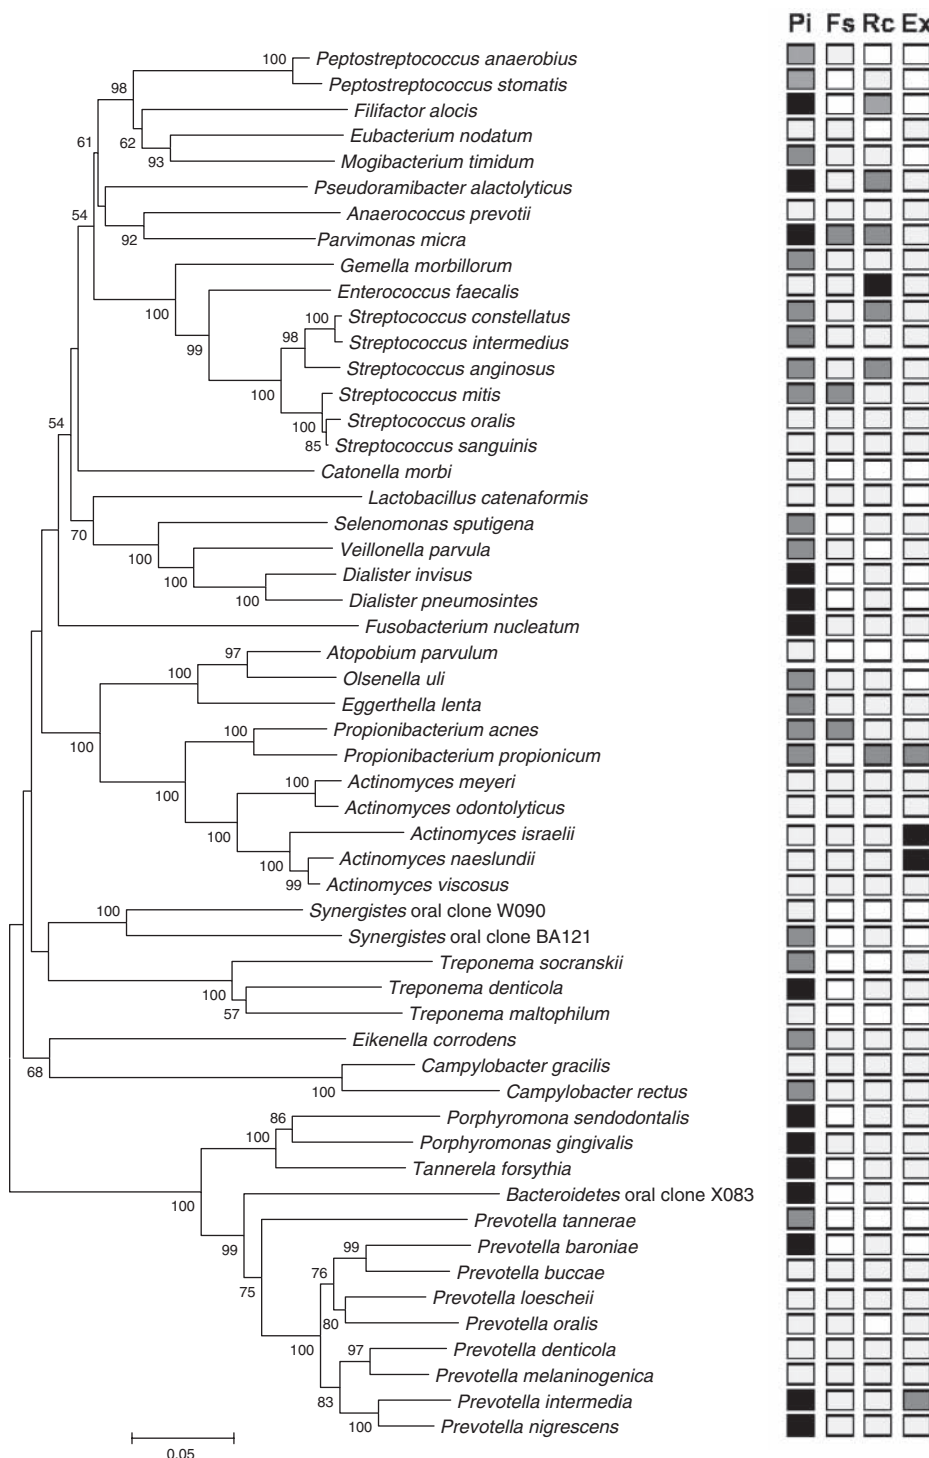 Pi Fs Rc Ex
100 Peptostreptococcus anaerobius
Peptostreptococcus stomatis
98
Filifactor alocis
61
62
Eubacterium nodatum
93
Mogibacterium timidum
Pseudoramibacter alactolyticus
54
Anaerococcus prevotii
92
Parvimonas micra
Gemella morbillorum
100
Enterococcus faecalis
100 Streptococcus constellatus
98
99
Streptococcus intermedius
Streptococcus anginosus
100
Streptococcus mitis
54
100
Streptococcus oralis
85 Streptococcus sanguinis
Catonella morbi
Lactobacillus catenaformis
70
Selenomonas sputigena
100
Veillonella parvula
100
Dialister invisus
100
Dialister pneumosintes
Fusobacterium nucleatum
97 Atopobium parvulum
100
Olsenella uli
Eggerthella lenta
100
100 Propionibacterium acnes
Propionibacterium propionicum
100
100 Actinomyces meyeri
Actinomyces odontolyticus
100
Actinomyces israelii
100
Actinomyces naeslundii
99 Actinomyces viscosus
100 Synergistes oral clone W090
Synergistes oral clone BA121
Treponema socranskii
100
Treponema denticola
57
Treponema maltophilum
Eikenella corrodens
68
Campylobacter gracilis
100
Campylobacter rectus
86 Porphyromona sendodontalis
100
Porphyromonas gingivalis
Tannerela forsythia
100
Bacteroidetes oral clone X083
99
Prevotella tannerae
75
99 Prevotella baroniae
76
Prevotella buccae
Prevotella loescheii
80
Prevotella oralis
100
97 Prevotella denticola
Prevotella melaninogenica
83
Prevotella intermedia
100
Prevotella nigrescens
0.05